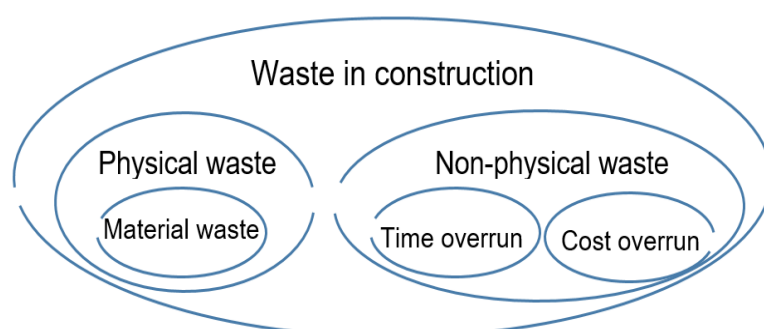 Waste in construction
Physical waste
Non-physical waste
Material waste
Time overrun
Cost overrun